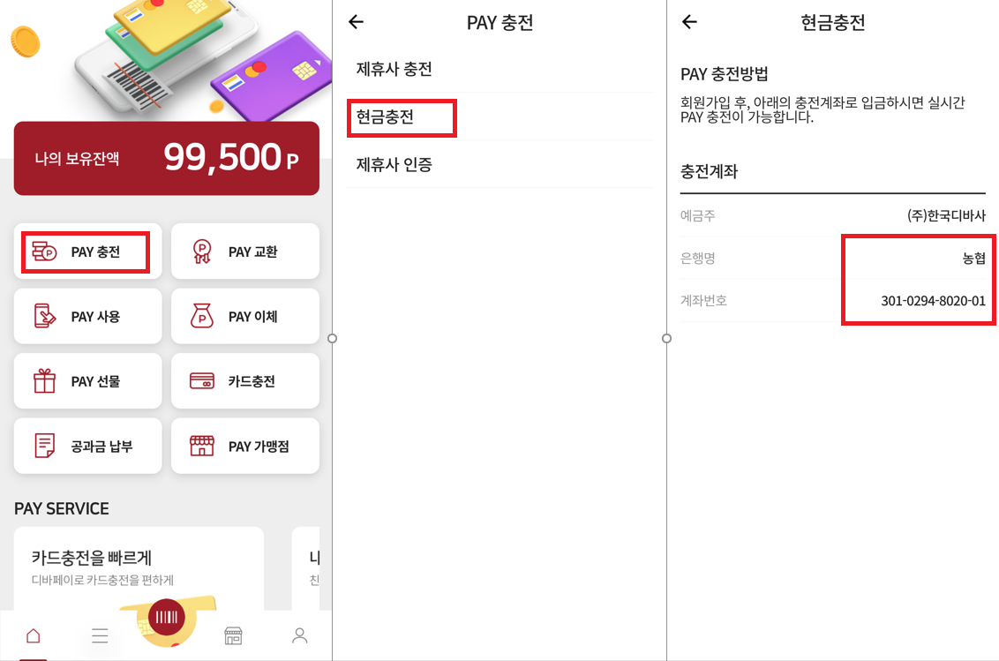 나의 보유잔액
99,500 P
PAY 충전
PAY 교환
PAY 사용
PAY 이체
PAY 선물
카드충전
공과금 납부
PAY 가맹점
PAY SERVICE
카드충전을 빠르게
디바페이로 카드충전을 편하게
PAY 충전
제휴사 충전
현금충전
제휴사 인증
현금충전
PAY 충전방법
회원가입 후, 아래의 충전계좌로 입금하시면 실시간
PAY 충전이 가능합니다.
충전계좌
예금주 (주)한국디바사
은행명 농협
계좌번호 301-0294-8020-01